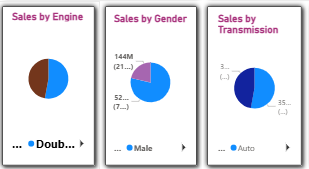 Sales by Engine
... Doub...
Sales by Gender
144M
(21...)
52...
(7...)
... Male
Sales by
Transmission
3...
(...)
35...
(...)
... Auto